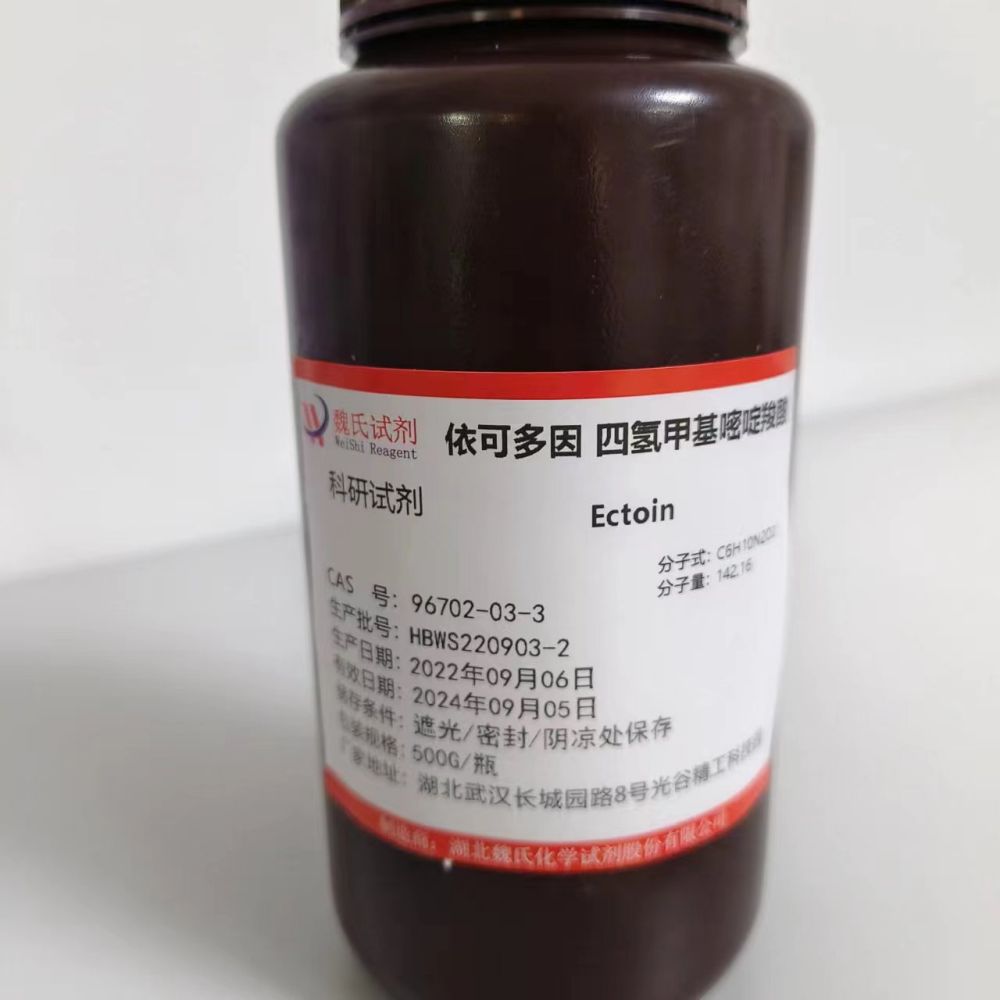 魏氏试剂
WeiShi Reagent
依可多因 四氢甲基嘧啶羧酸
科研试剂
Ectoin
分子式: C6H10N2O2
分子量: 142.16
CAS 号: 96702-03-3
生产批号: HBWS220903-2
生产日期: 2022年09月06日
有效日期: 2024年09月05日
储存条件: 遮光/密封/阴凉处保存
包装规格: 500G/瓶
厂家地址: 湖北武汉长城园路8号光谷精工科技园
制造商: 湖北魏氏化学试剂股份有限公司